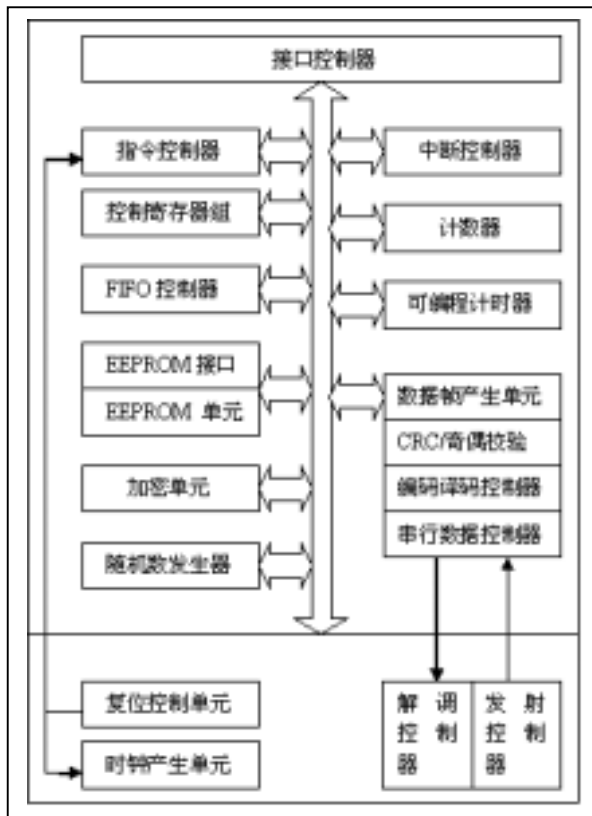 接口控制器
指令控制器
控制寄存器组
FIFO 控制器
EEPROM 接口
EEPROM 单元
加密单元
随机数发生器
中断控制器
计数器
可编程计时器
数据帧产生单元
CRC/奇偶校验
编码译码控制器
串行数据控制器
复位控制单元
时钟产生单元
解 调
控 制
器
发 射
控 制
器